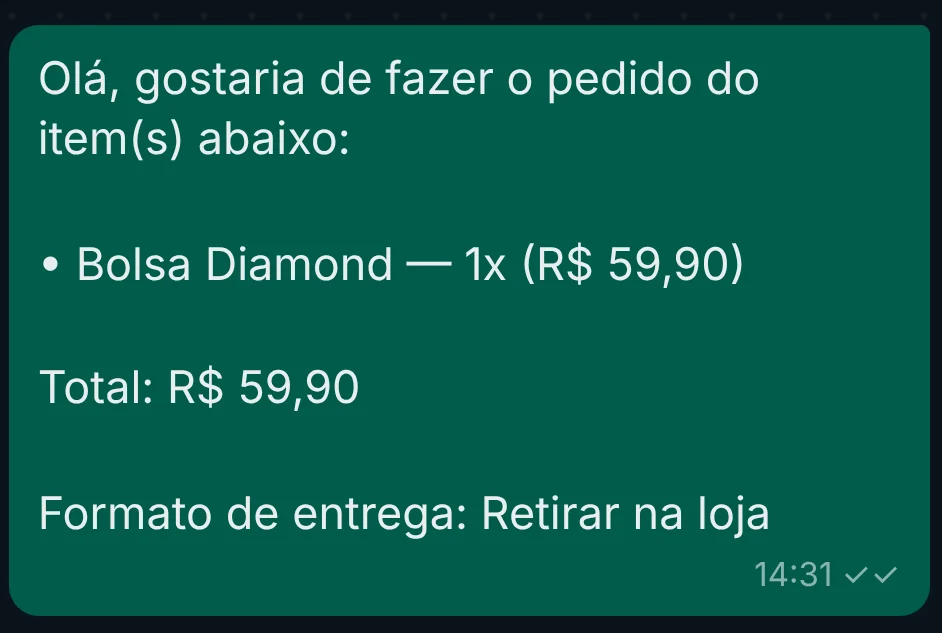 Olá, gostaria de fazer o pedido do
item(s) abaixo:
• Bolsa Diamond — 1x (R$ 59,90)
Total: R$ 59,90
Formato de entrega: Retirar na loja
14:31